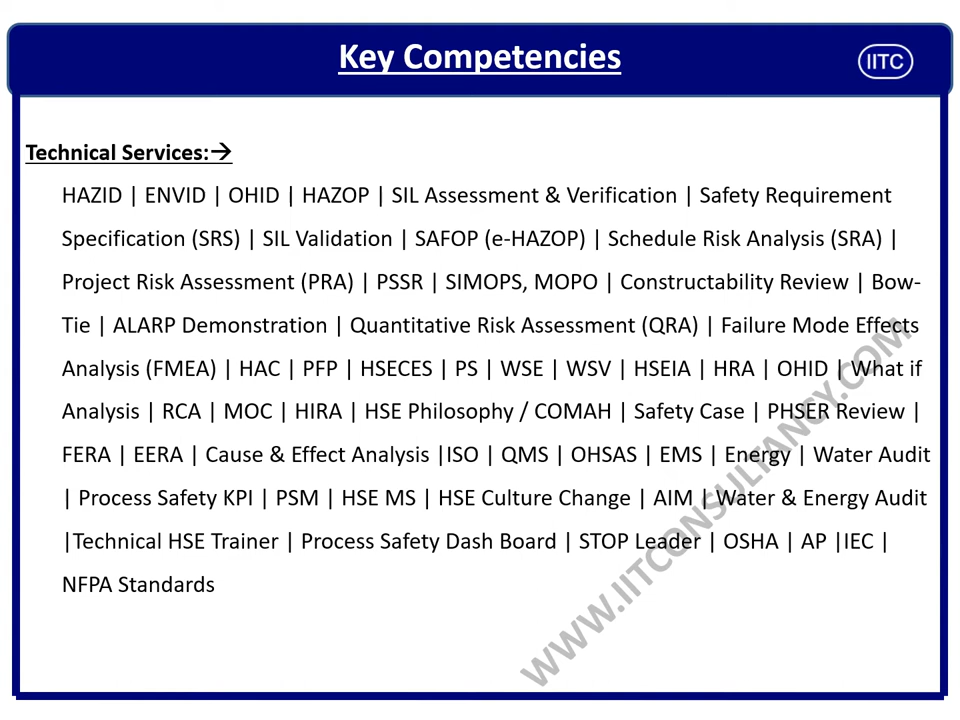 Key Competencies
IITC
Technical Services:→
HAZID | ENVID | OHID | HAZOP | SIL Assessment & Verification | Safety Requirement
Specification (SRS) | SIL Validation | SAFOP (e-HAZOP) | Schedule Risk Analysis (SRA) |
Project Risk Assessment (PRA) | PSSR | SIMOPS, MOPO | Constructability Review | Bow-
Tie | ALARP Demonstration | Quantitative Risk Assessment (QRA) | Failure Mode Effects
Analysis (FMEA) | HAC | PFP | HSECES | PS | WSE | WSV | HSEIA | HRA | OHID | What if
Analysis | RCA | MOC | HIRA | HSE Philosophy / COMAH | Safety Case | PHSER Review |
FERA | EERA | Cause & Effect Analysis |ISO | QMS | OHSAS | EMS | Energy | Water Audit
| Process Safety KPI | PSM | HSE MS | HSE Culture Change | AIM | Water & Energy Audit
|Technical HSE Trainer | Process Safety Dash Board | STOP Leader | OSHA | AP |IEC |
NFPA Standards
WWW.IITCONSULTANCY.COM